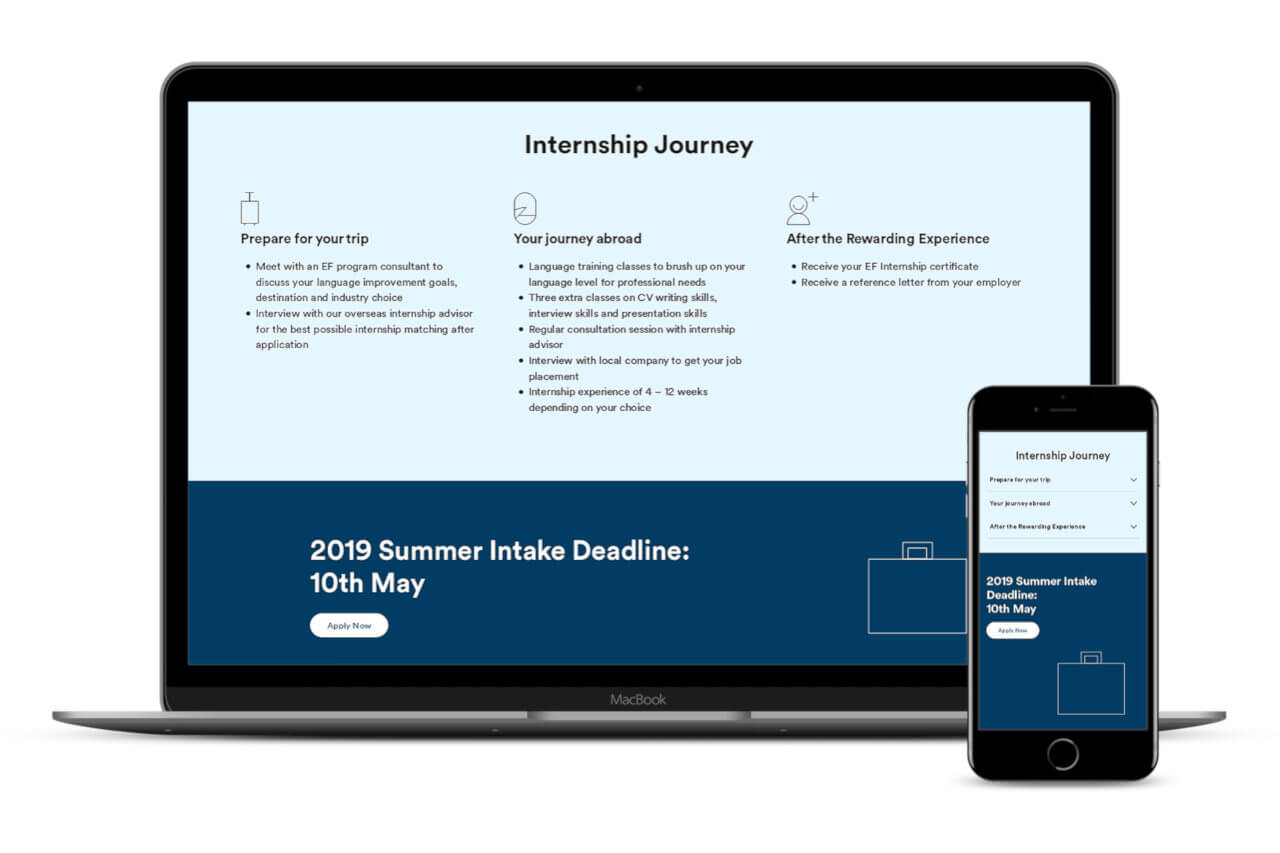 Internship Journey
Prepare for your trip
Meet with an EF program consultant to
discuss your language improvement goals,
destination and industry choice
Interview with our overseas internship advisor
for the best possible internship matching after
application
Your journey abroad
Language training classes to brush up on your
language level for professional needs
Three extra classes on CV writing skills,
interview skills and presentation skills
Regular consultation session with internship
advisor
Interview with local company to get your job
placement
Internship experience of 4 – 12 weeks
depending on your choice
After the Rewarding Experience
Receive your EF Internship certificate
Receive a reference letter from your employer
2019 Summer Intake Deadline:
10th May
Apply Now
MacBook
Internship Journey
Prepare for your trip
Your journey abroad
After the Rewarding Experience
2019 Summer Intake
Deadline:
10th May
Apply Now